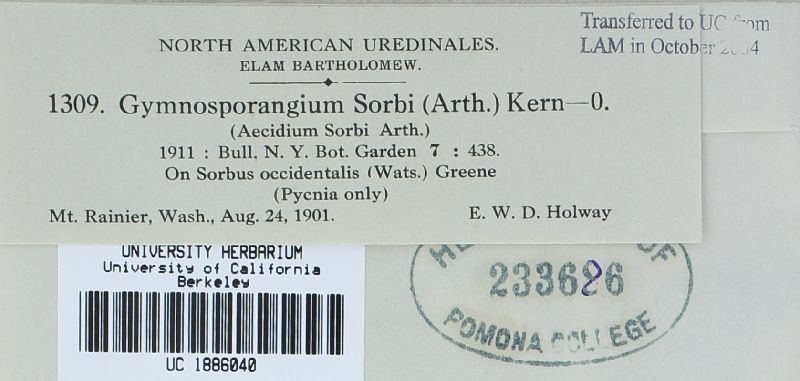 NORTH AMERICAN UREDINALES.
ELAM BARTHOLOMEW.
1309. Gymnosporangium Sorbi (Arth.) Kern—0.
(Aecidium Sorbi Arth.)
1911 : Bull. N. Y. Bot. Garden 7 : 438.
On Sorbus occidentalis (Wats.) Greene
(Pycnia only)
Mt. Rainier, Wash., Aug. 24, 1901. E. W. D. Holway
Transferred to UC from
LAM in October
UNIVERSITY HERBARIUM
University of California
Berkeley
UC 1886040
OF
POMONA COLLEGE